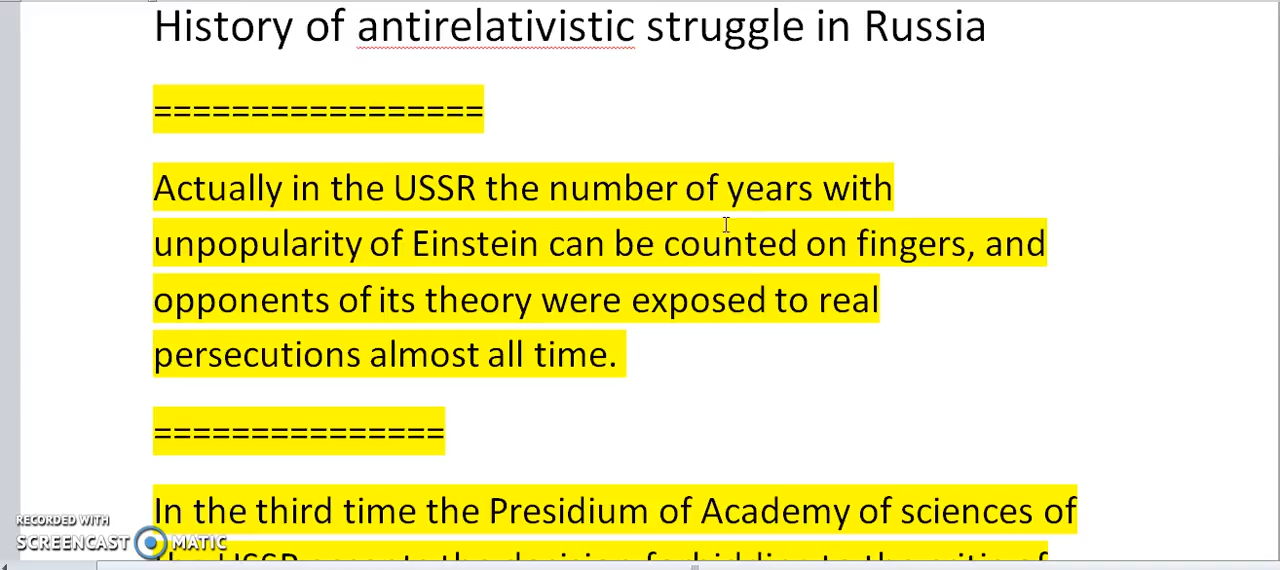 History of antirelativistic struggle in Russia
=================
Actually in the USSR the number of years with
unpopularity of Einstein can be counted on fingers, and
opponents of its theory were exposed to real
persecutions almost all time.
===============
In the third time the Presidium of Academy of sciences of
the USSR
RECORDED WITH
SCREENCAST MATIC